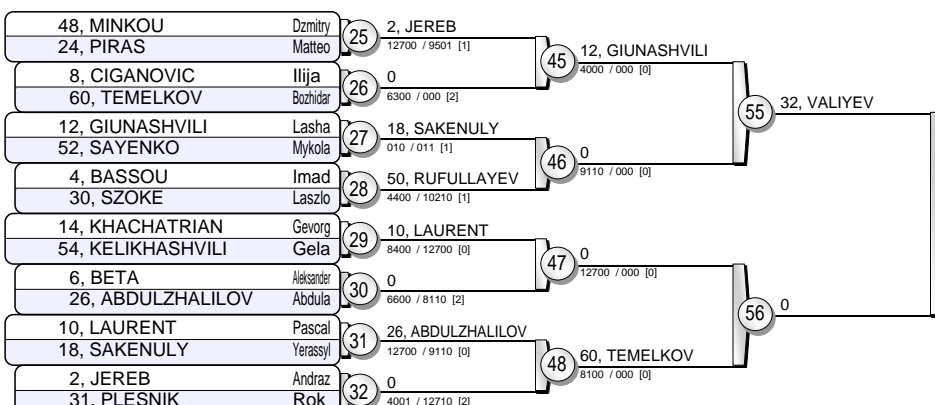 48, MINKOU Dzmitry
24, PIRAS Matteo
25
2, JEREB
12700 / 9501 [1]
8, CIGANOVIC Ilija
60, TEMELKOV Bozhidar
26
0
6300 / 000 [2]
45
12, GIUNASHVILI
4000 / 000 [0]
12, GIUNASHVILI Lasha
52, SAYENKO Mykola
27
18, SAKENULY
010 / 011 [1]
4, BASSOU Imad
30, SZOKE Laszlo
28
50, RUFULLAYEV
4400 / 10210 [1]
46
0
9110 / 000 [0]
55
32, VALIYEV
14, KHACHATRIAN Gevorg
54, KELIKHASHVILI Gela
29
10, LAURENT
8400 / 12700 [0]
6, BETA Aleksander
26, ABDULZHALILOV Abdula
30
0
6600 / 8110 [2]
47
0
12700 / 000 [0]
10, LAURENT Pascal
18, SAKENULY Yerassyl
31
26, ABDULZHALILOV
12700 / 9110 [0]
2, JEREB Andraz
31, PLESNIK Rok
32
0
4001 / 12710 [2]
48
60, TEMELKOV
8100 / 000 [0]
56
0